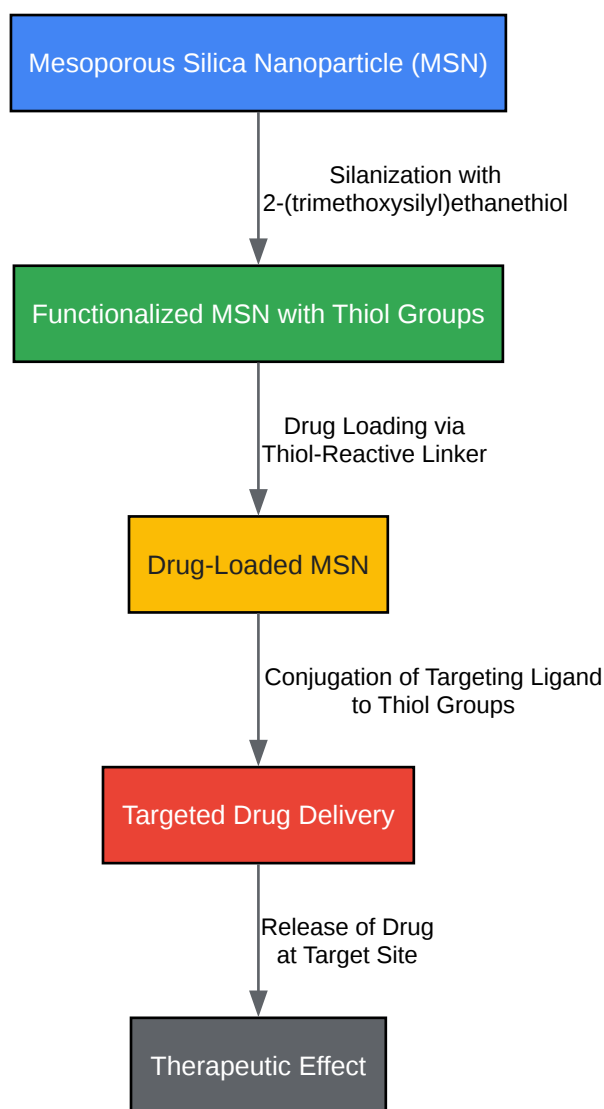 Mesoporous Silica Nanoparticle (MSN)
Silanization with
2-(trimethoxysilyl)ethanethiol
Functionalized MSN with Thiol Groups
Drug Loading via
Thiol-Reactive Linker
Drug-Loaded MSN
Conjugation of Targeting Ligand
to Thiol Groups
Targeted Drug Delivery
Release of Drug
at Target Site
Therapeutic Effect